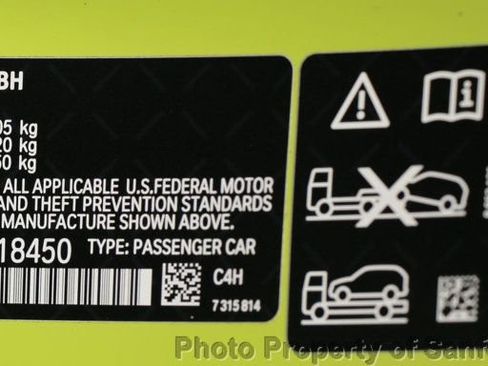 BH
05 kg
20 kg
50 kg
ALL APPLICABLE U.S. FEDERAL MOTOR
AND THEFT PREVENTION STANDARDS
MANUFACTURE SHOWN ABOVE.
18450 TYPE: PASSENGER CAR
C4H
7 315 814
Photo Property of Sanf